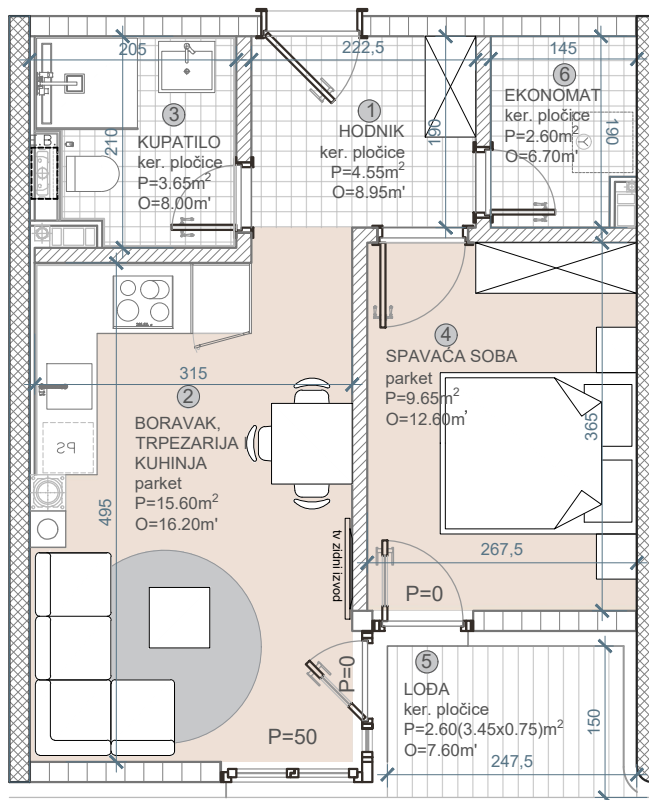 205
222,5
145
3
KUPATILO
ker. pločice
P=3.65m²
O=8.00m'
210
1
HODNIK
ker. pločice
P=4.55m²
O=8.95m'
190
6
EKONOMAT
ker. pločice
P=2.60m²
O=6.70m'
190
315
2
BORAVAK,
TRPEZARIJA I
KUHINJA
parket
P=15.60m²
O=16.20m'
PS
495
tv zidni izvod
P=0
P=50
4
SPAVAĆA SOBA
parket
P=9.65m²
O=12.60m'
365
267,5
P=0
5
LOĐA
ker. pločice
P=2.60(3.45x0.75)m²
O=7.60m'
150
247,5